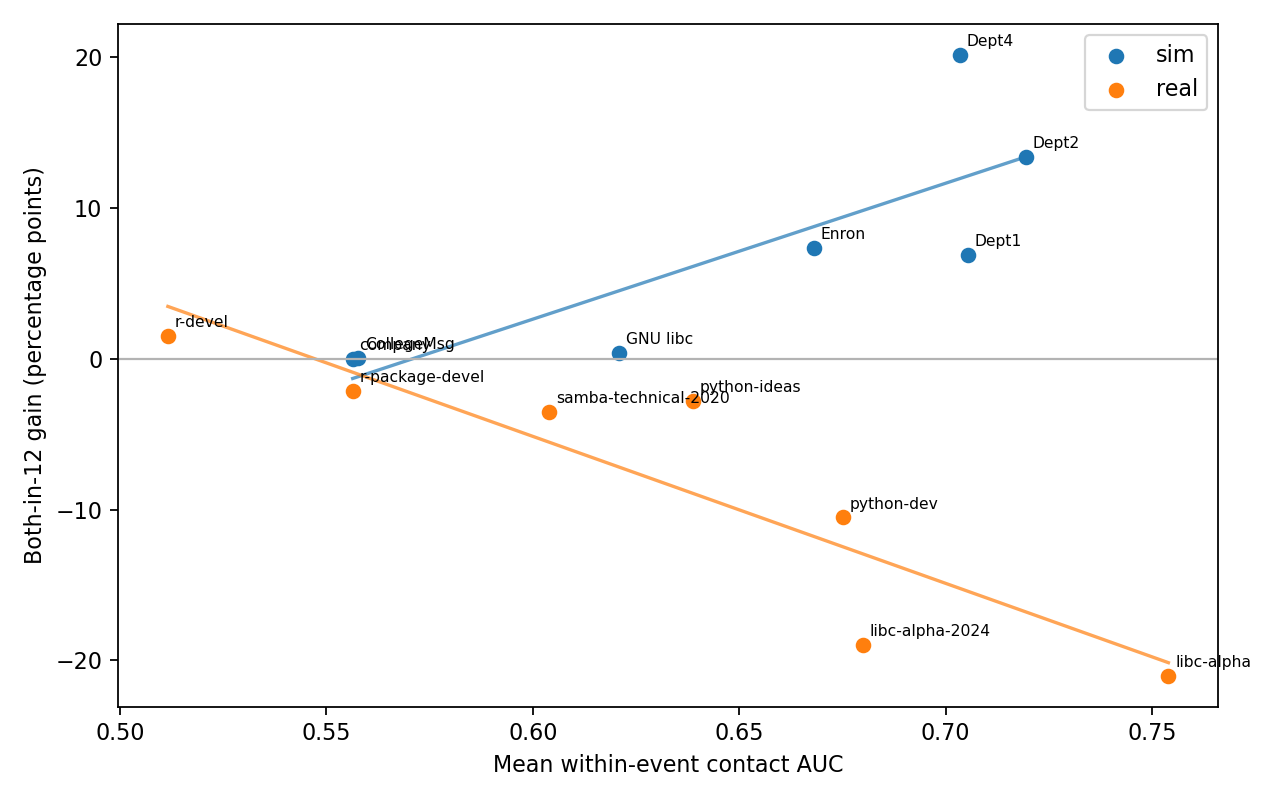 Dept4
sim
real
Dept2
Enron
Dept1
r-devel
company
CollegeMsg
GNU libc
r-package-devel
samba-technical-2020
python-ideas
python-dev
libc-alpha-2024
libc-alpha
20
10
0
−10
−20
Both-in-12 gain (percentage points)
0.50 0.55 0.60 0.65 0.70 0.75
Mean within-event contact AUC